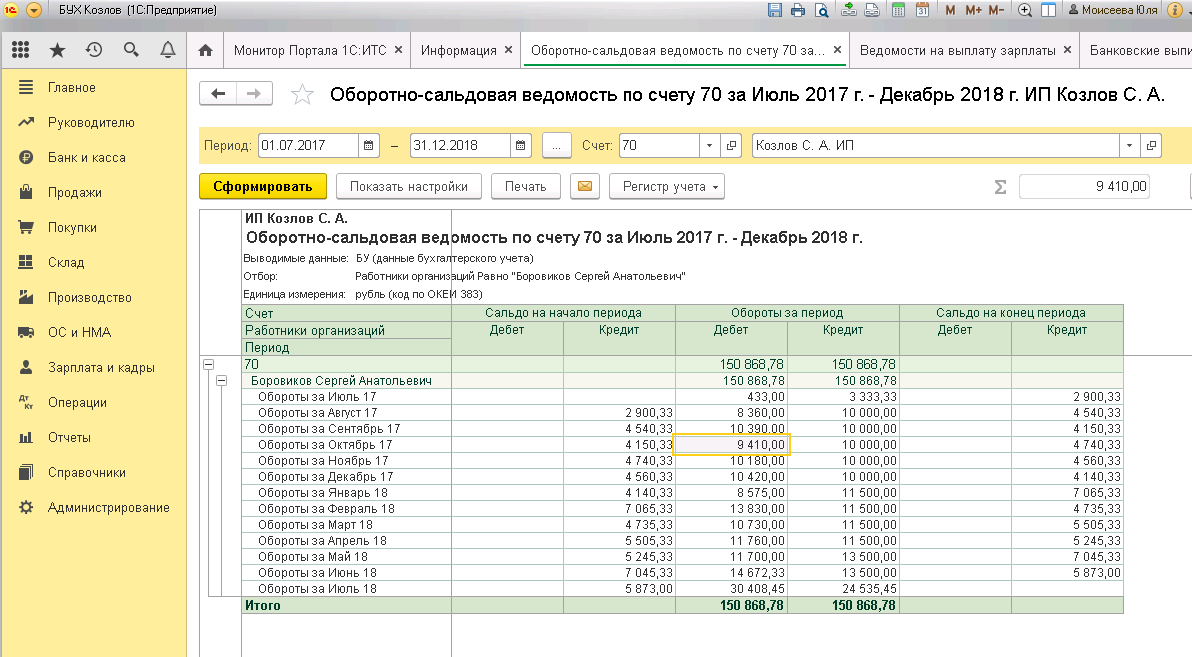 БУХ Козлов (1С:Предприятие)
M M+ M- Моисеева Юля
Монитор Портала 1С:ИТС × Информация × Оборотно-сальдовая ведомость по счету 70 за... × Ведомости на выплату зарплаты × Банковские выпи
Главное
Руководителю
Банк и касса
Продажи
Покупки
Склад
Производство
ОС и НМА
Зарплата и кадры
Операции
Отчеты
Справочники
Администрирование
Оборотно-сальдовая ведомость по счету 70 за Июль 2017 г. - Декабрь 2018 г. ИП Козлов С. А.
Период: 01.07.2017 – 31.12.2018 ... Счет: 70 Козлов С. А. ИП
Сформировать Показать настройки Печать Регистр учета Σ 9 410,00
ИП Козлов С. А.
Оборотно-сальдовая ведомость по счету 70 за Июль 2017 г. - Декабрь 2018 г.
Выводимые данные: БУ (данные бухгалтерского учета)
Отбор: Работники организаций Равно "Боровиков Сергей Анатольевич"
Единица измерения: рубль (код по ОКЕИ 383)
Счет Сальдо на начало периода Обороты за период Сальдо на конец периода
Работники организаций Дебет Кредит Дебет Кредит Дебет Кредит
Период
70 150 868,78 150 868,78
Боровиков Сергей Анатольевич 150 868,78 150 868,78
Обороты за Июль 17 433,00 3 333,33 2 900,33
Обороты за Август 17 2 900,33 8 360,00 10 000,00 4 540,33
Обороты за Сентябрь 17 4 540,33 10 390,00 10 000,00 4 150,33
Обороты за Октябрь 17 4 150,33 9 410,00 10 000,00 4 740,33
Обороты за Ноябрь 17 4 740,33 10 180,00 10 000,00 4 560,33
Обороты за Декабрь 17 4 560,33 10 420,00 10 000,00 4 140,33
Обороты за Январь 18 4 140,33 8 575,00 11 500,00 7 065,33
Обороты за Февраль 18 7 065,33 13 830,00 11 500,00 4 735,33
Обороты за Март 18 4 735,33 10 730,00 11 500,00 5 505,33
Обороты за Апрель 18 5 505,33 11 760,00 11 500,00 5 245,33
Обороты за Май 18 5 245,33 11 700,00 13 500,00 7 045,33
Обороты за Июнь 18 7 045,33 14 672,33 13 500,00 5 873,00
Обороты за Июль 18 5 873,00 30 408,45 24 535,45
Итого 150 868,78 150 868,78